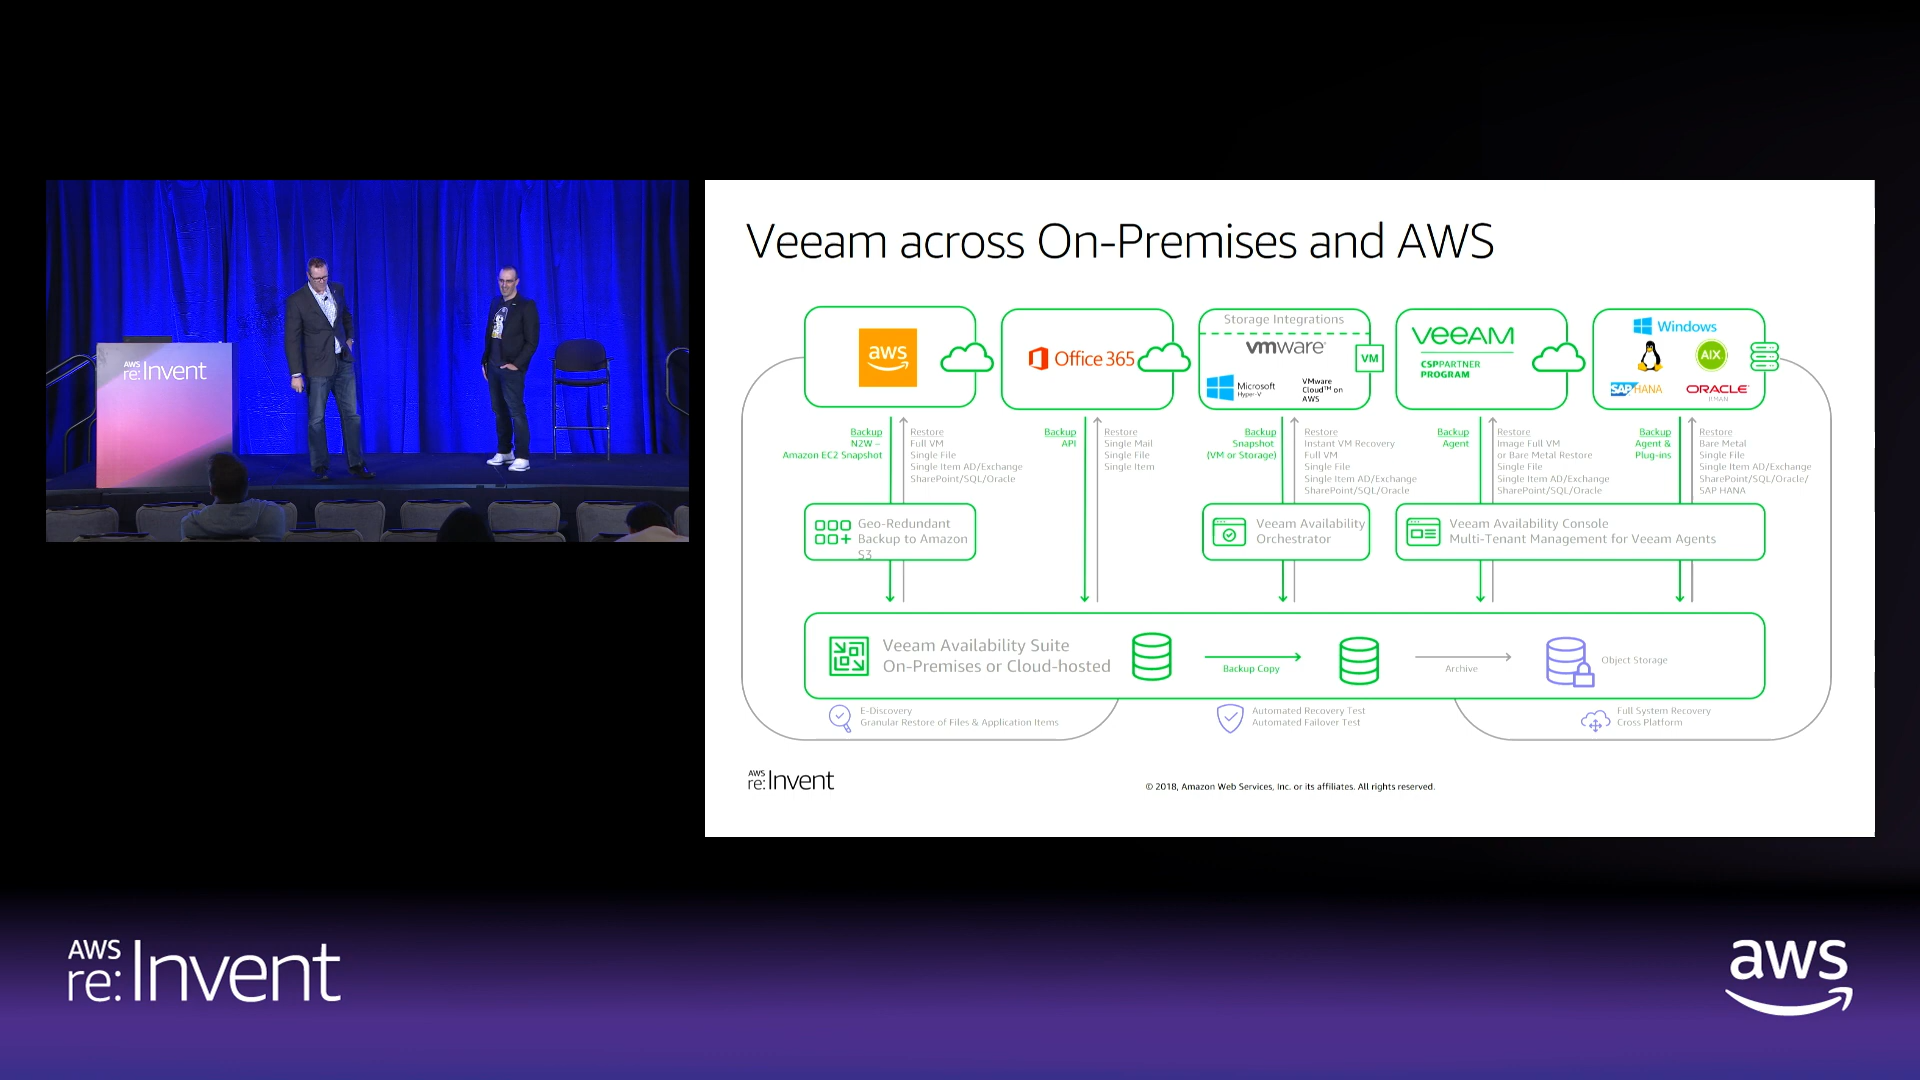 AWS
re:Invent
Veeam across On-Premises and AWS
aws
Office 365
Storage Integrations
vmware
Microsoft
Hyper-V
VMware
Cloud™ on
AWS
VM
VEEAM
CSPPARTNER
PROGRAM
Windows
AIX
SAP HANA
ORACLE
RMAN
Backup
N2W –
Amazon EC2 Snapshot
Restore
Full VM
Single File
Single Item AD/Exchange
SharePoint/SQL/Oracle
Backup
API
Restore
Single Mail
Single File
Single Item
Backup
Snapshot
(VM or Storage)
Restore
Instant VM Recovery
Full VM
Single File
Single Item AD/Exchange
SharePoint/SQL/Oracle
Backup
Agent
Restore
Image Full VM
or Bare Metal Restore
Single File
Single Item AD/Exchange
SharePoint/SQL/Oracle
Backup
Agent &
Plug-ins
Restore
Bare Metal
Single File
Single Item AD/Exchange
SharePoint/SQL/Oracle/
SAP HANA
Geo-Redundant
Backup to Amazon
S3
Veeam Availability
Orchestrator
Veeam Availability Console
Multi-Tenant Management for Veeam Agents
Veeam Availability Suite
On-Premises or Cloud-hosted
Backup Copy
Archive
Object Storage
E-Discovery
Granular Restore of Files & Application Items
Automated Recovery Test
Automated Failover Test
Full System Recovery
Cross Platform
AWS
re:Invent
© 2018, Amazon Web Services, Inc. or its affiliates. All rights reserved.
AWS
re:Invent
aws